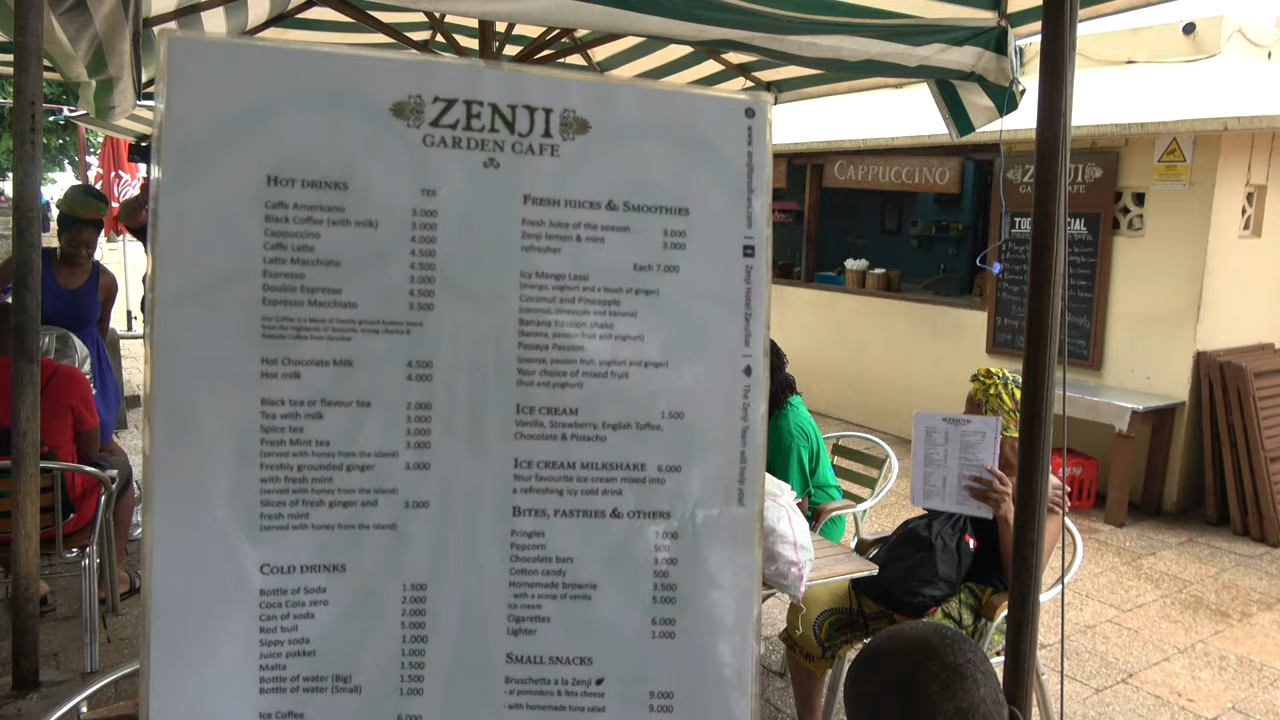 ZENJI
GARDEN CAFE
HOT DRINKS TZS
Caffe Americano 3.000
Black Coffee (with milk) 3.000
Cappuccino 4.000
Caffe Latte 4.500
Latte Macchiato 4.500
Espresso 3.000
Double Espresso 4.500
Espresso Macchiato 3.500
Hot Chocolate Milk 4.500
Hot milk 4.000
Black tea or flavour tea 2.000
Tea with milk 3.000
Spice tea 3.000
Fresh Mint tea 3.000
(served with honey from the island)
Freshly grounded ginger 3.000
with fresh mint
(served with honey from the island)
Slices of fresh ginger and 3.000
fresh mint
(served with honey from the island)
COLD DRINKS
Bottle of Soda 1.500
Coca Cola zero 2.000
Can of soda 2.000
Red bull 5.000
Sippy soda 1.000
Juice pakket 1.000
Malta 1.500
Bottle of water (Big) 1.500
Bottle of water (Small) 1.000
Ice Coffee 6.000
FRESH JUICES & SMOOTHIES
Fresh Juice of the season 3.000
Zenji lemon & mint 3.000
refresher
Each 7.000
Icy Mango Lassi
(mango, yoghurt and a touch of ginger)
Coconut and Pineapple
(coconut, pineapple and banana)
Banana Passion shake
(banana, passion fruit and yoghurt)
Papaya Passion
(papaya, passion fruit, yoghurt and ginger)
Your choice of mixed fruit
(fruit and yoghurt)
ICE CREAM 1.500
Vanilla, Strawberry, English Toffee,
Chocolate & Pistacho
ICE CREAM MILKSHAKE 6.000
Your favourite ice cream mixed into
a refreshing icy cold drink
BITES, PASTRIES & OTHERS
Pringles 7.000
Popcorn 500
Chocolate bars 3,000
Cotton candy 500
Homemade brownie 3.500
- with a scoop of vanilla 5.000
ice cream
Cigarettes 6.000
Lighter 1.000
SMALL SNACKS
Bruschetta a la Zenji
- al pomodoro & feta cheese 9.000
- with homemade tuna salad 9.000
Zenji Hotel Zanzibar
The Zenji Team will help you
CAPPUCCINO
ZENJI
GARDEN CAFE
ZENJI